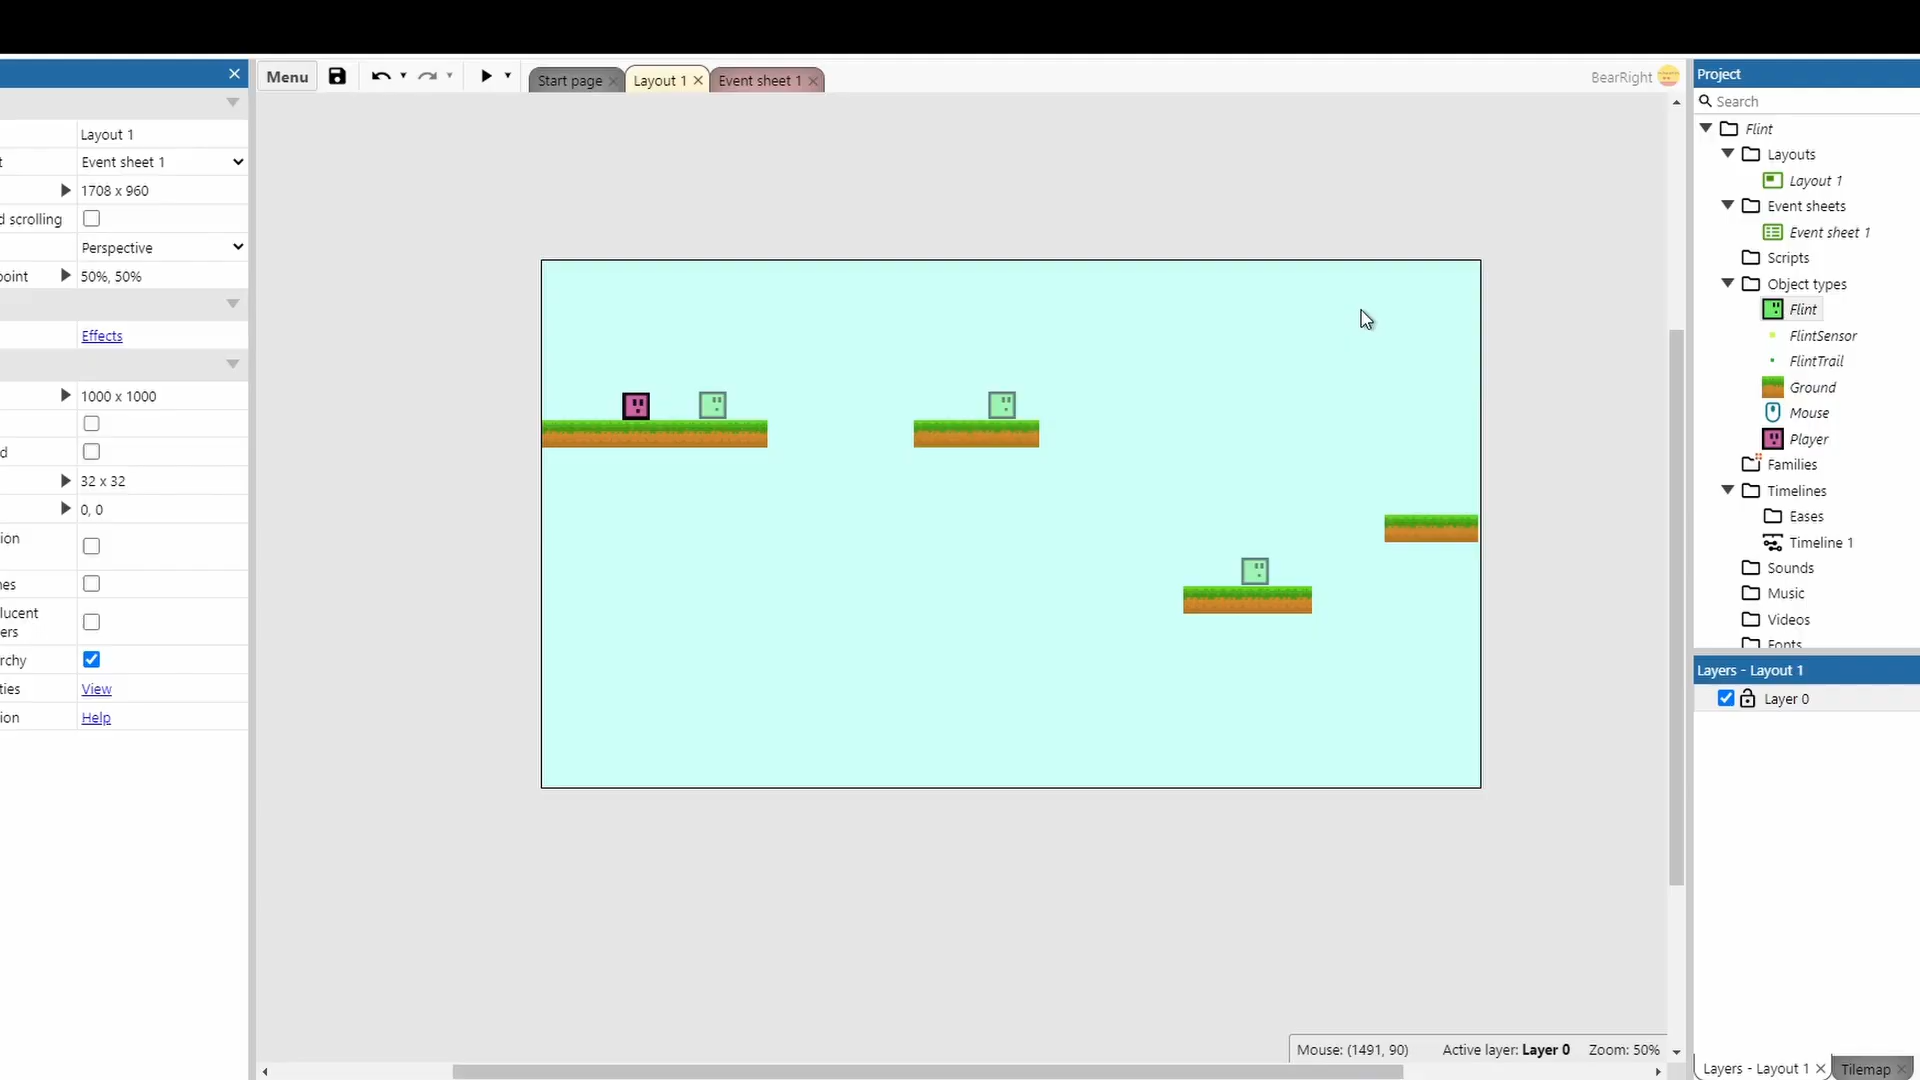 Menu
Start page
Layout 1
Event sheet 1
BearRight
Layout 1
t
Event sheet 1
1708 x 960
d scrolling
Perspective
point
50%, 50%
Effects
1000 x 1000
d
32 x 32
0, 0
ion
nes
lucent
ers
rchy
ties
View
ion
Help
Mouse: (1491, 90)
Active layer: Layer 0
Zoom: 50%
Project
Search
Flint
Layouts
Layout 1
Event sheets
Event sheet 1
Scripts
Object types
Flint
FlintSensor
FlintTrail
Ground
Mouse
Player
Families
Timelines
Eases
Timeline 1
Sounds
Music
Videos
Fonts
Layers - Layout 1
Layer 0
Layers - Layout 1
Tilemap